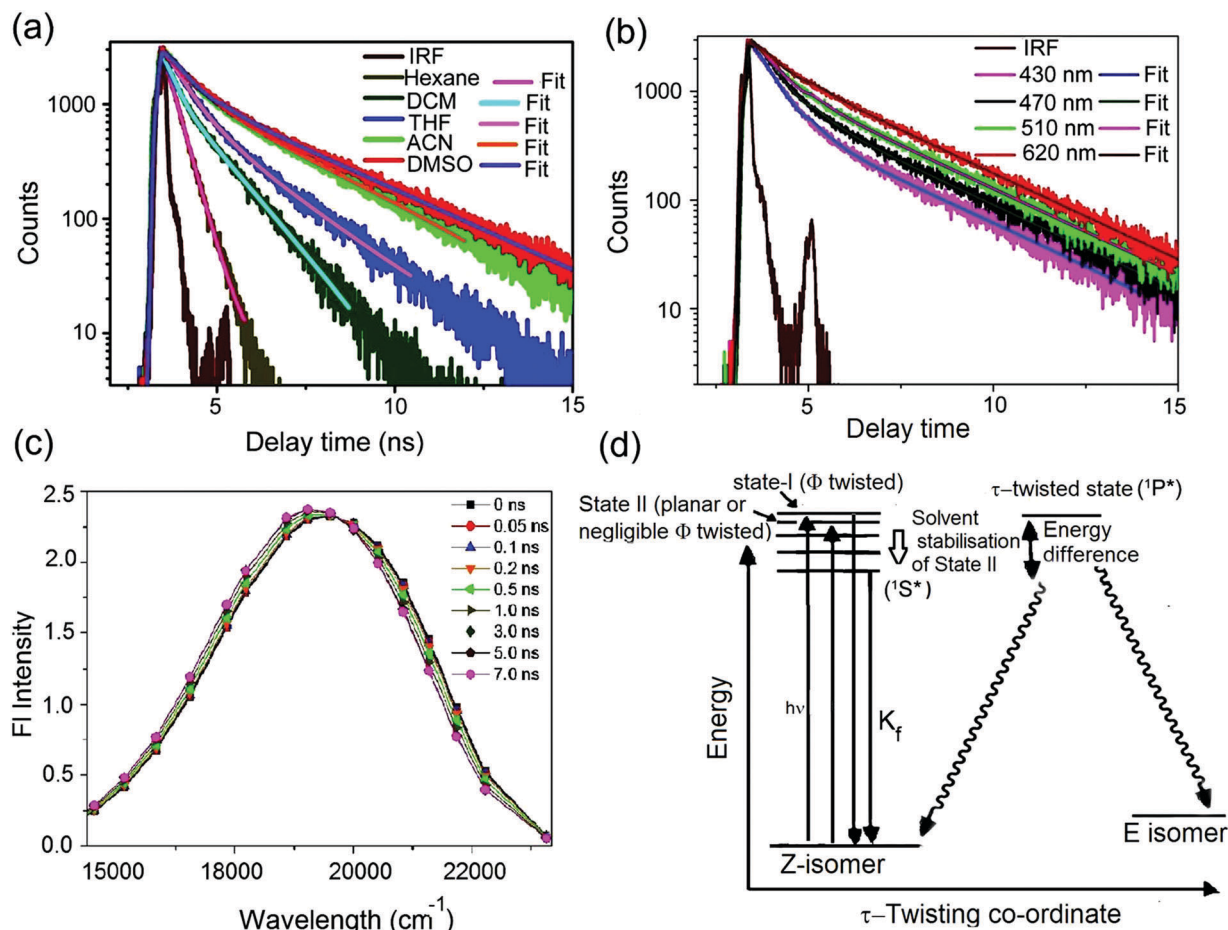 (a)
Counts
1000
100
10
5
10
15
Delay time (ns)
IRF
Hexane
DCM
THF
ACN
DMSO
Fit
Fit
Fit
Fit
Fit
(b)
Counts
1000
100
10
5
10
15
Delay time
IRF
430 nm Fit
470 nm Fit
510 nm Fit
620 nm Fit
(c)
FI Intensity
2.5
2.0
1.5
1.0
0.5
0.0
15000 18000 20000 22000
Wavelength (cm⁻¹)
0 ns
0.05 ns
0.1 ns
0.2 ns
0.5 ns
1.0 ns
3.0 ns
5.0 ns
7.0 ns
(d)
state-I (Φ twisted)
State II (planar or
negligible Φ twisted)
Solvent
stabilisation
of State II
(¹S*)
τ-twisted state (¹P*)
Energy
difference
hν
K_f
Energy
Z-isomer
E isomer
τ-Twisting co-ordinate